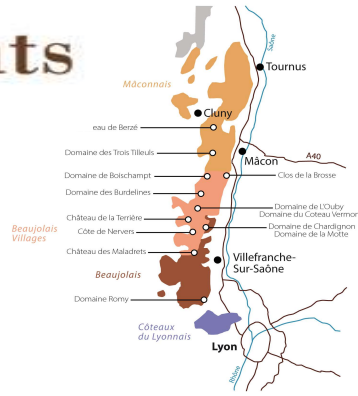 Saône
Tournus
Mâconnais
Cluny
eau de Berzé
Domaine des Trois Tilleuls
Mâcon
A40
Domaine de Boischampt
Clos de la Brosse
Domaine des Burdelines
Domaine de L'Ouby
Domaine du Coteau Vermor
Château de la Terrière
Domaine de Chardignon
Domaine de la Motte
Beaujolais
Villages
Côte de Nervers
Château des Maladrets
Villefranche-
Sur-Saône
Beaujolais
Domaine Romy
Côteaux
du Lyonnais
Lyon
Rhône